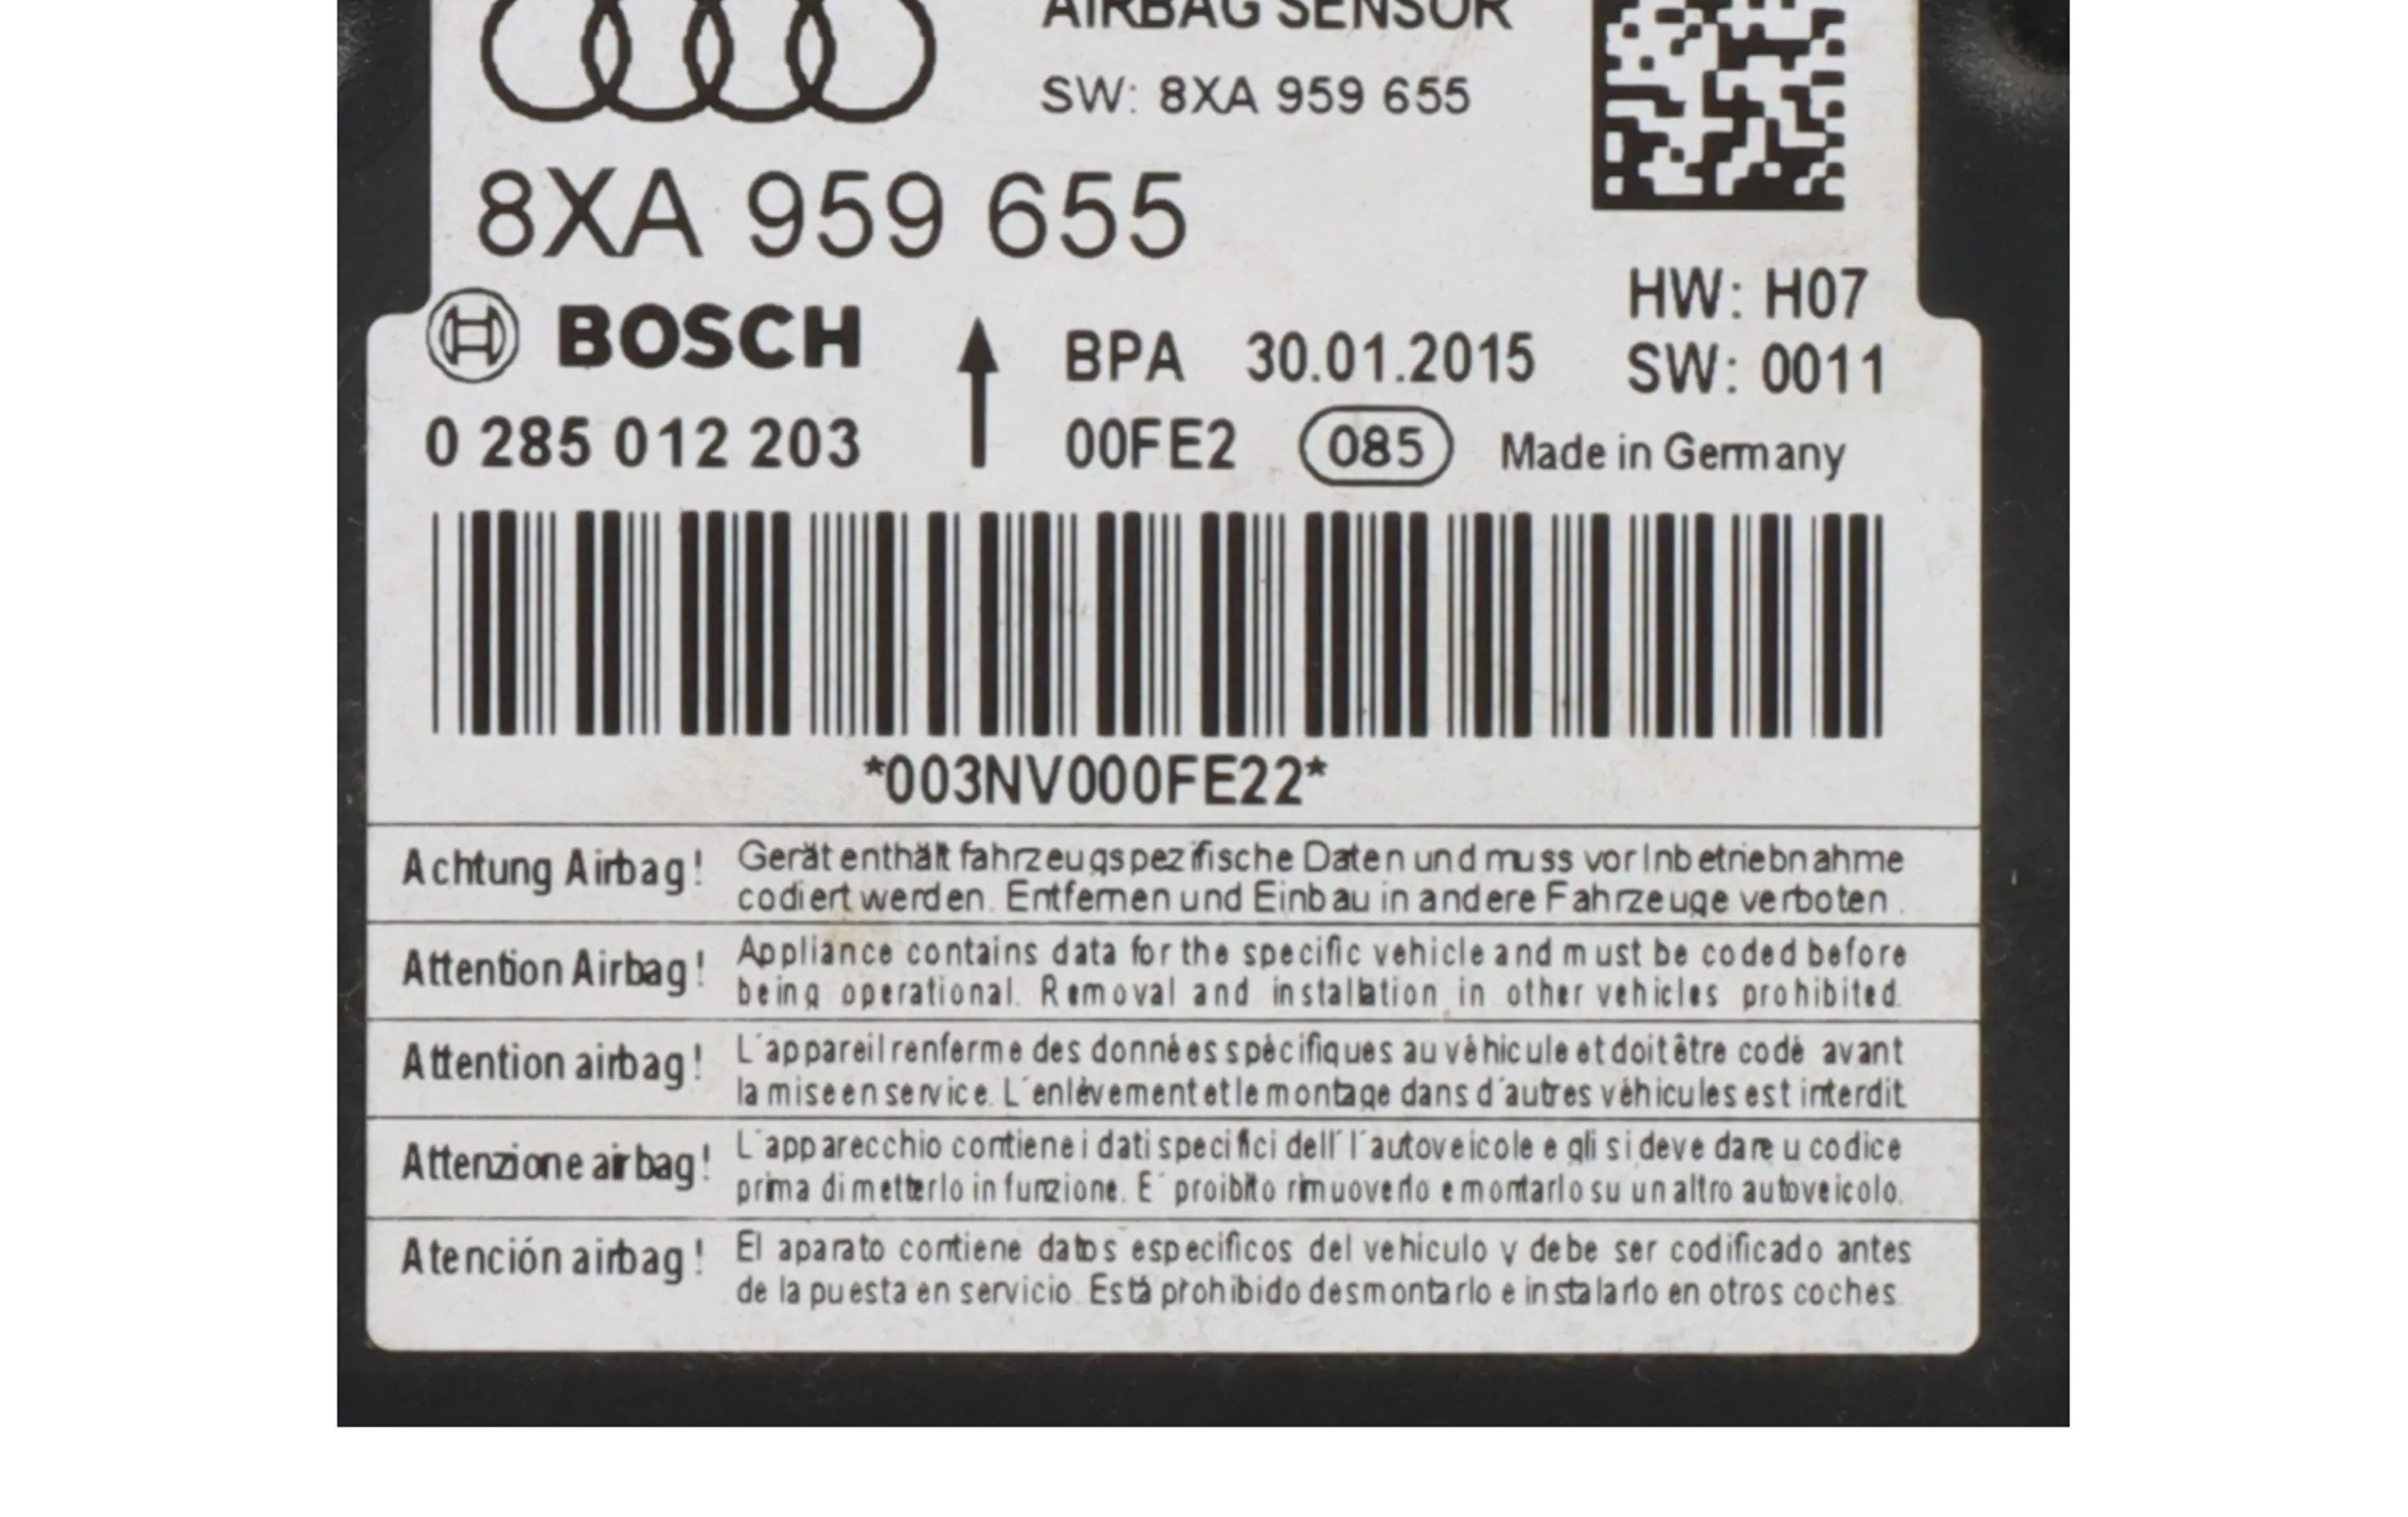 AIRBAG SENSOR
SW: 8XA 959 655
8XA 959 655
HW: H07
BOSCH
BPA 30.01.2015
SW: 0011
0 285 012 203
00FE2
085
Made in Germany
*003NV000FE22*
Achtung Airbag!
Gerät enthält fahrzeugspezifische Daten und muss vor Inbetriebnahme
codiert werden. Entfernen und Einbau in andere Fahrzeuge verboten.
Attention Airbag!
Appliance contains data for the specific vehicle and must be coded before
being operational. Removal and installation in other vehicles prohibited.
Attention airbag!
L´appareil renferme des données spècifiques au vèhicule et doit être codè avant
la mise en service. L´enlèvement et le montage dans d´autres vèhicules est interdit.
Attenzione airbag!
L´apparecchio contiene i dati specifici dell´l´autoveicole e gli si deve dare u codice
prima di metterlo in funzione. E´ proibito rimuoverlo e montarlo su un altro autoveicolo.
Atención airbag!
El aparato contiene datos especificos del vehiculo y debe ser codificado antes
de la puesta en servicio. Está prohibido desmontarlo e instalarlo en otros coches.